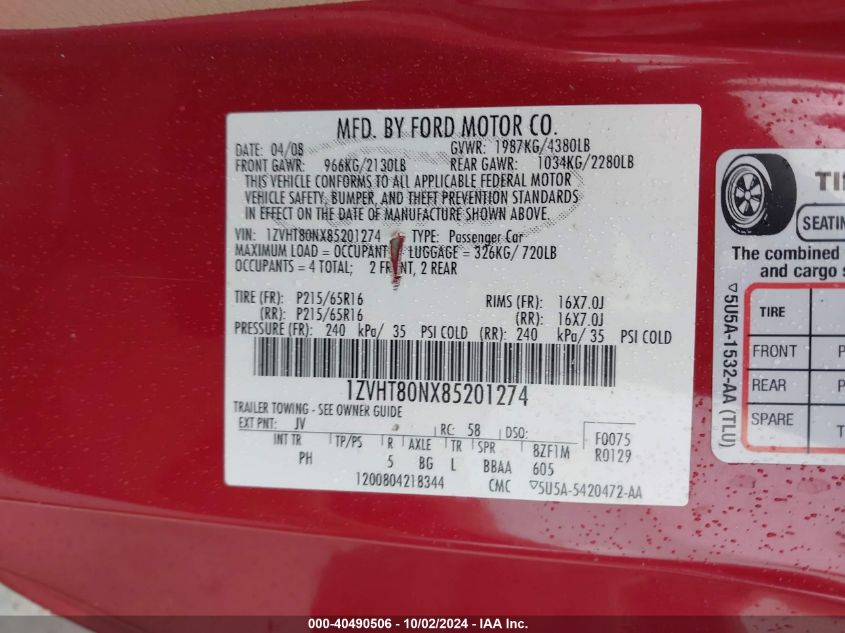 MFD. BY FORD MOTOR CO.
DATE: 04/08 GVWR: 1987KG/4380LB
FRONT GAWR: 966KG/2130LB REAR GAWR: 1034KG/2280LB
THIS VEHICLE CONFORMS TO ALL APPLICABLE FEDERAL MOTOR
VEHICLE SAFETY, BUMPER, AND THEFT PREVENTION STANDARDS
IN EFFECT ON THE DATE OF MANUFACTURE SHOWN ABOVE.
VIN: 1ZVHT80NX85201274 TYPE: Passenger Car
MAXIMUM LOAD = OCCUPANT LUGGAGE = 326KG/ 720LB
OCCUPANTS = 4 TOTAL; 2 FRONT, 2 REAR
TIRE (FR): P215/65R16 RIMS (FR): 16X7.0J
(RR): P215/65R16 (RR): 16X7.0J
PRESSURE (FR): 240 kPa/ 35 PSI COLD (RR): 240 kPa/ 35 PSI COLD
1ZVHT80NX85201274
TRAILER TOWING - SEE OWNER GUIDE
EXT PNT: JV RC: 58 DSO: F0075
INT TR TP/PS R AXLE TR SPR 8ZF1M R0129
PH 5 BG L BBAA 605
1200804218344 CMC ▽5U5A-5420472-AA
SEATING
The combined
and cargo
TIRE
FRONT P
REAR P
SPARE T
▽5U5A-1532-AA (TLU)
000-40490506 - 10/02/2024 - IAA Inc.